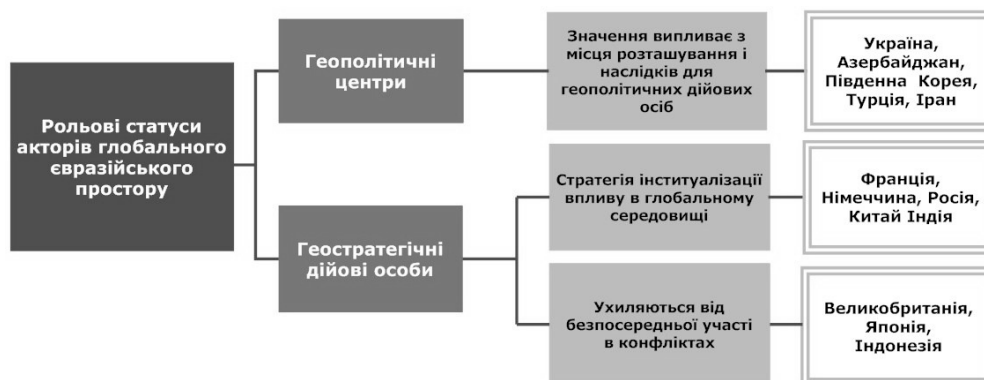 Рольові статуси
акторів глобального
євразійського
простору
Геополітичні
центри
Значення випливає з
місця розташування і
наслідків для
геополітичних дійових
осіб
Україна,
Азербайджан,
Південна Корея,
Турція, Іран
Геостратегічні
дійові особи
Стратегія інституалізації
впливу в глобальному
середовищі
Франція,
Німеччина, Росія,
Китай Індія
Ухиляються від
безпосередньої участі
в конфліктах
Великобританія,
Японія,
Індонезія